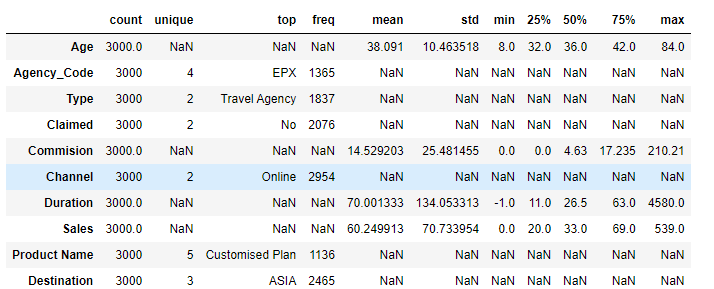 count unique top freq mean std min 25% 50% 75% max
Age 3000.0 NaN NaN NaN 38.091 10.463518 8.0 32.0 36.0 42.0 84.0
Agency_Code 3000 4 EPX 1365 NaN NaN NaN NaN NaN NaN NaN
Type 3000 2 Travel Agency 1837 NaN NaN NaN NaN NaN NaN NaN
Claimed 3000 2 No 2076 NaN NaN NaN NaN NaN NaN NaN
Commision 3000.0 NaN NaN NaN 14.529203 25.481455 0.0 0.0 4.63 17.235 210.21
Channel 3000 2 Online 2954 NaN NaN NaN NaN NaN NaN NaN
Duration 3000.0 NaN NaN NaN 70.001333 134.053313 -1.0 11.0 26.5 63.0 4580.0
Sales 3000.0 NaN NaN NaN 60.249913 70.733954 0.0 20.0 33.0 69.0 539.0
Product Name 3000 5 Customised Plan 1136 NaN NaN NaN NaN NaN NaN NaN
Destination 3000 3 ASIA 2465 NaN NaN NaN NaN NaN NaN NaN